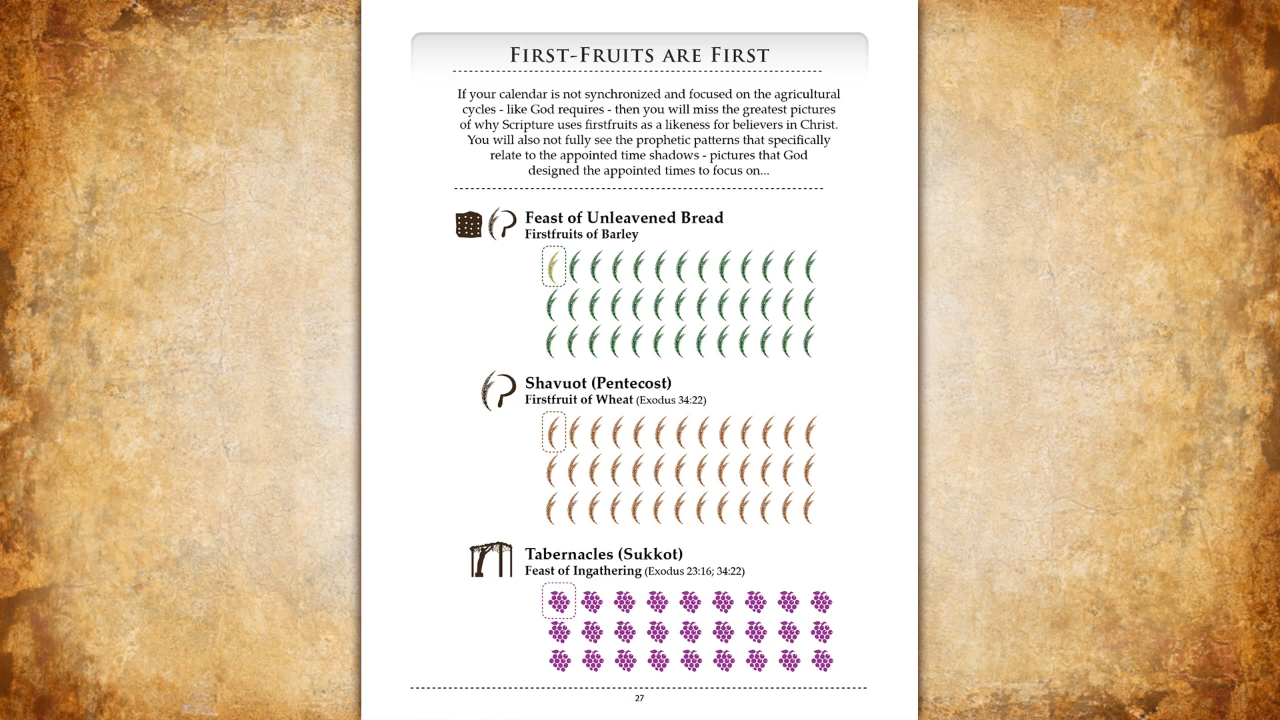 First-Fruits are First
If your calendar is not synchronized and focused on the agricultural
cycles - like God requires - then you will miss the greatest pictures
of why Scripture uses firstfruits as a likeness for believers in Christ.
You will also not fully see the prophetic patterns that specifically
relate to the appointed time shadows - pictures that God
designed the appointed times to focus on...
Feast of Unleavened Bread
Firstfruits of Barley
Shavuot (Pentecost)
Firstfruit of Wheat (Exodus 34:22)
Tabernacles (Sukkot)
Feast of Ingathering (Exodus 23:16; 34:22)
27